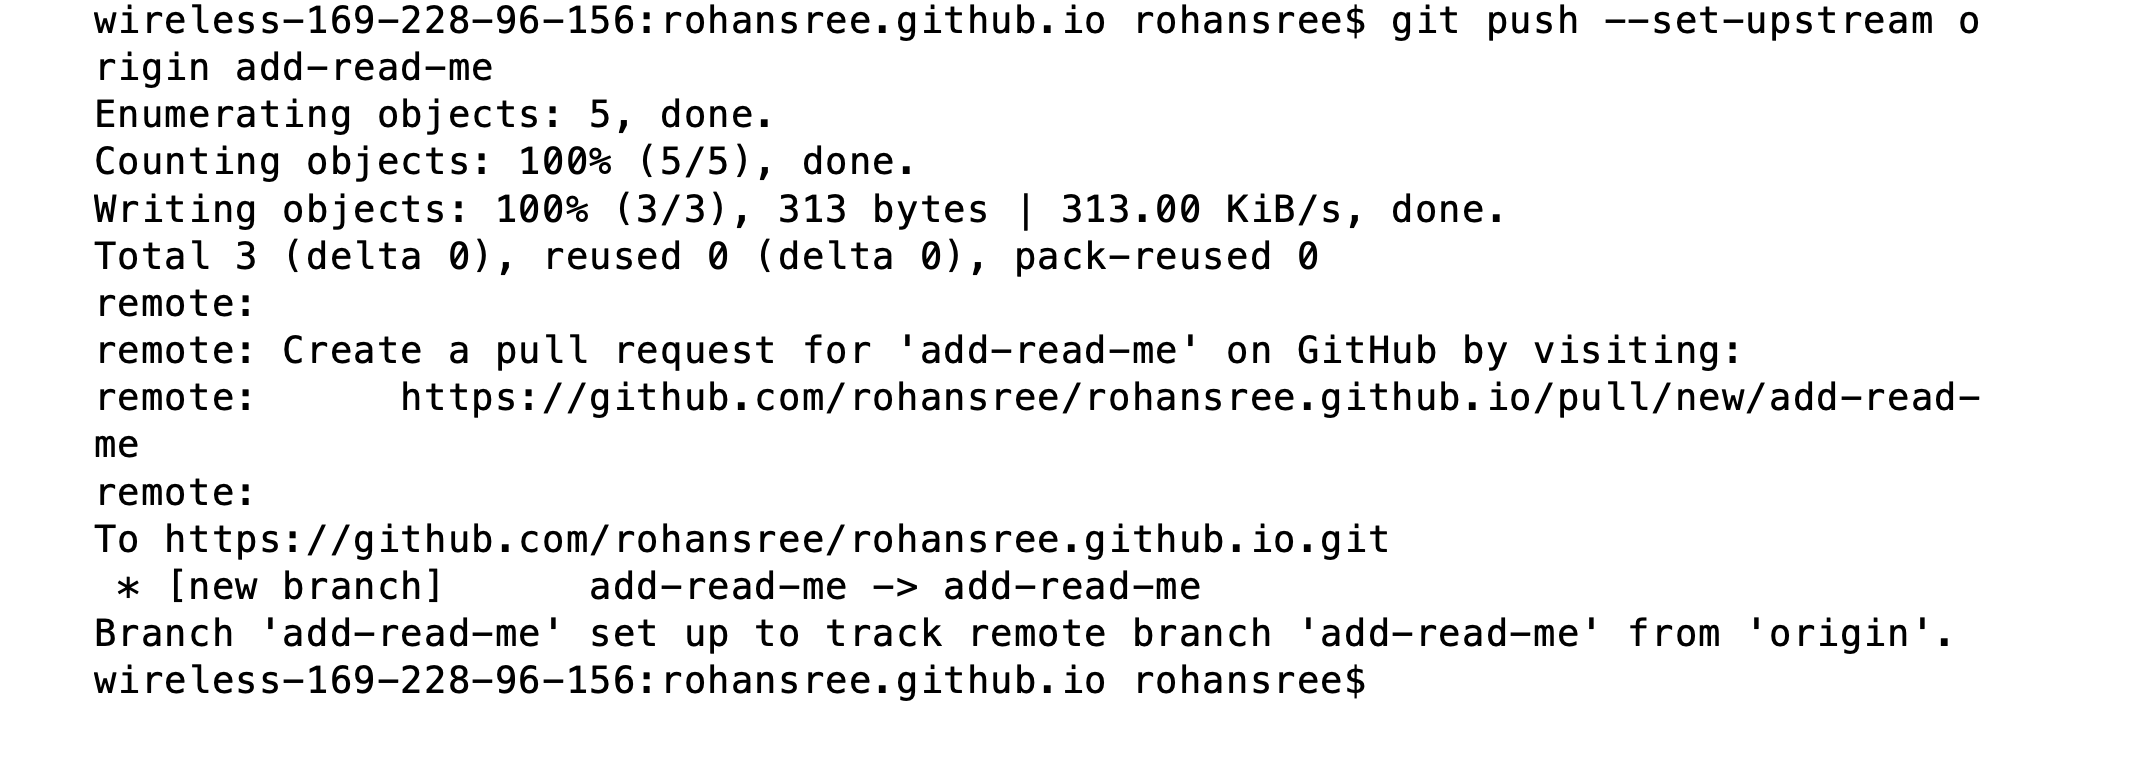 wireless-169-228-96-156:rohansree.github.io rohansree$ git push --set-upstream o
rigin add-read-me
Enumerating objects: 5, done.
Counting objects: 100% (5/5), done.
Writing objects: 100% (3/3), 313 bytes | 313.00 KiB/s, done.
Total 3 (delta 0), reused 0 (delta 0), pack-reused 0
remote:
remote: Create a pull request for 'add-read-me' on GitHub by visiting:
remote:      https://github.com/rohansree/rohansree.github.io/pull/new/add-read-
me
remote:
To https://github.com/rohansree/rohansree.github.io.git
 * [new branch]      add-read-me -> add-read-me
Branch 'add-read-me' set up to track remote branch 'add-read-me' from 'origin'.
wireless-169-228-96-156:rohansree.github.io rohansree$